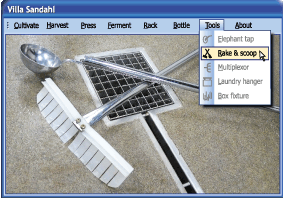 Villa Sandahl
Cultivate Harvest Press Ferment Rack Bottle Tools About
Elephant tap
Rake & scoop
Multiplexor
Laundry hanger
Box fixture